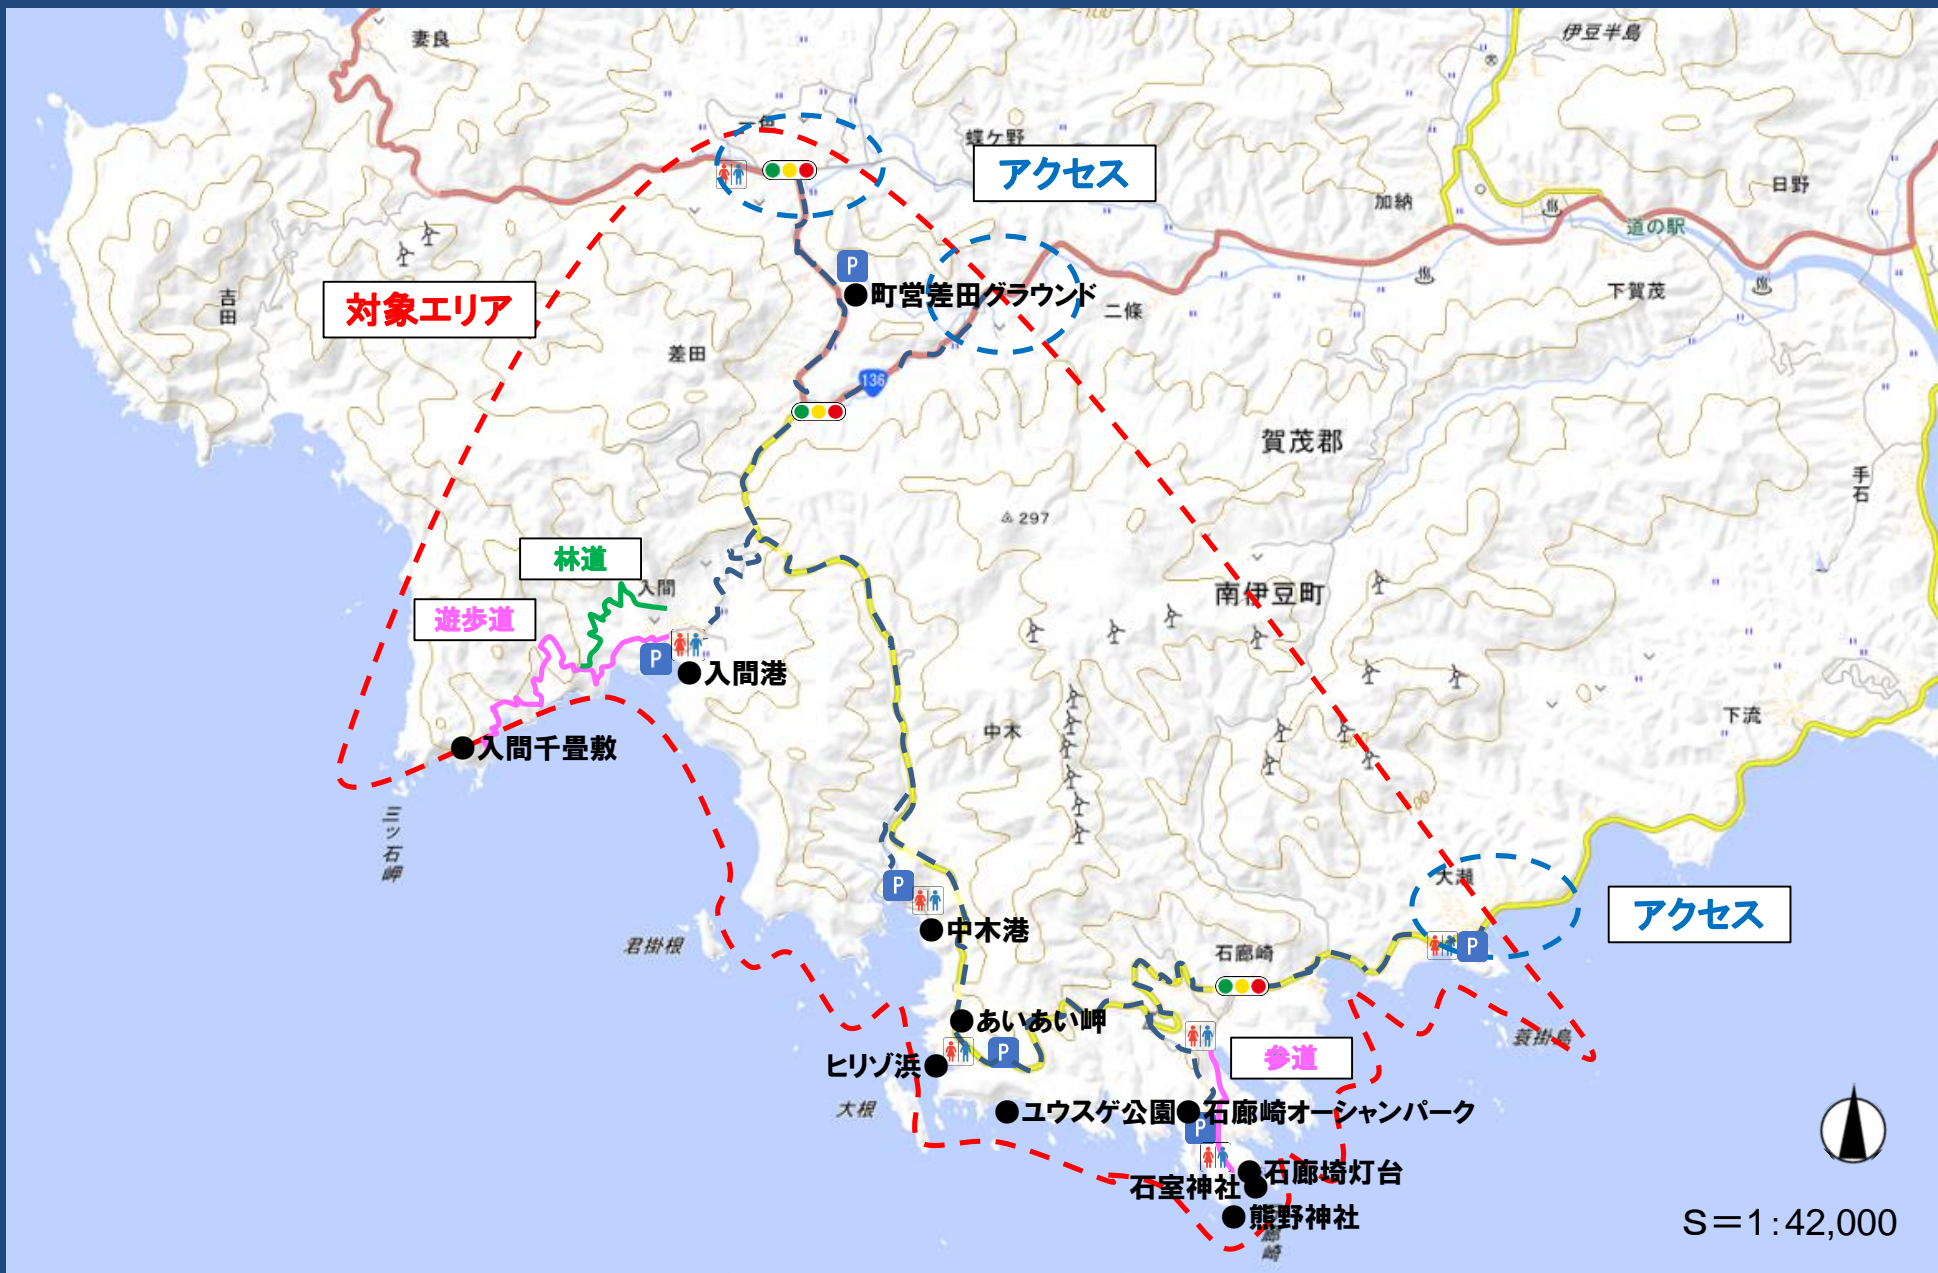 妻良
伊豆半島
100
一色
蝶ケ野
アクセス
加納
日野
道の駅
吉田
対象エリア
P
町営差田グラウンド
二條
下賀茂
差田
136
賀茂郡
手石
297
林道
入間
南伊豆町
遊歩道
P
入間港
入間千畳敷
中木
下流
三ッ石岬
大瀬
P
アクセス
君掛根
中木港
石廊崎
P
あいあい岬
P
ヒリゾ浜
参道
蓑掛島
大根
ユウスゲ公園
石廊崎オーシャンパーク
P
石廊埼灯台
石室神社
熊野神社
S=1:42,000